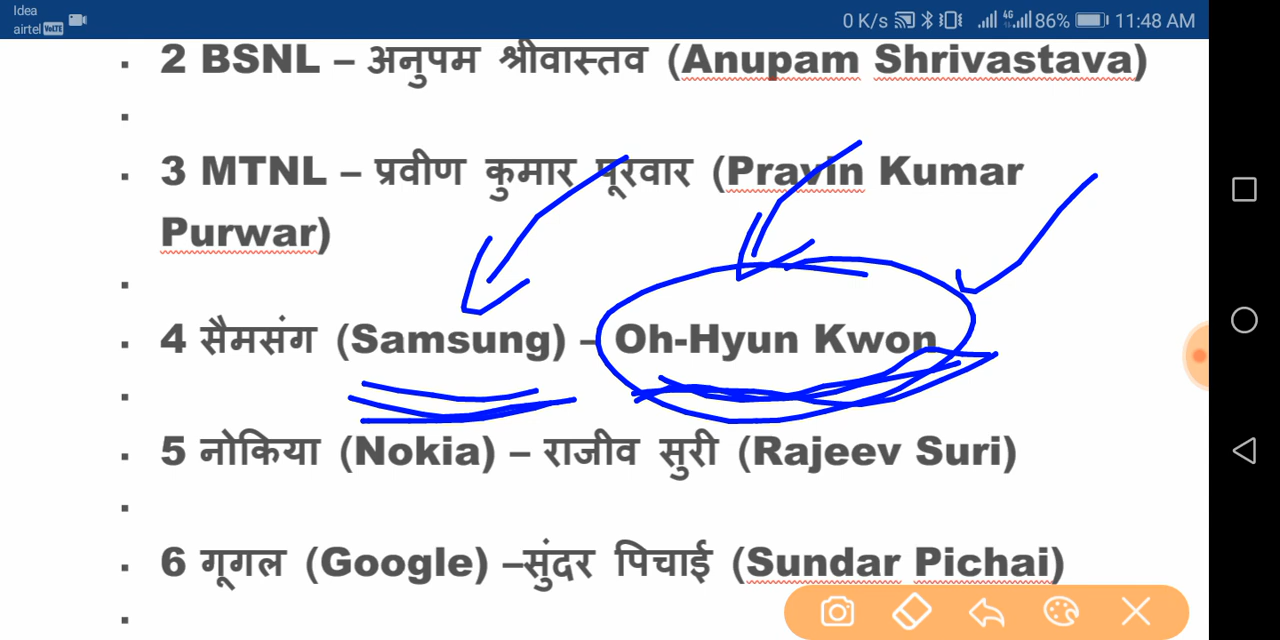 Idea
airtel VoLTE
0 K/s 4G 86% 11:48 AM
2 BSNL – अनुपम श्रीवास्तव (Anupam Shrivastava)
3 MTNL – प्रवीण कुमार पूरवार (Pravin Kumar
Purwar)
4 सैमसंग (Samsung) – Oh-Hyun Kwon
5 नोकिया (Nokia) – राजीव सुरी (Rajeev Suri)
6 गूगल (Google) –सुंदर पिचाई (Sundar Pichai)